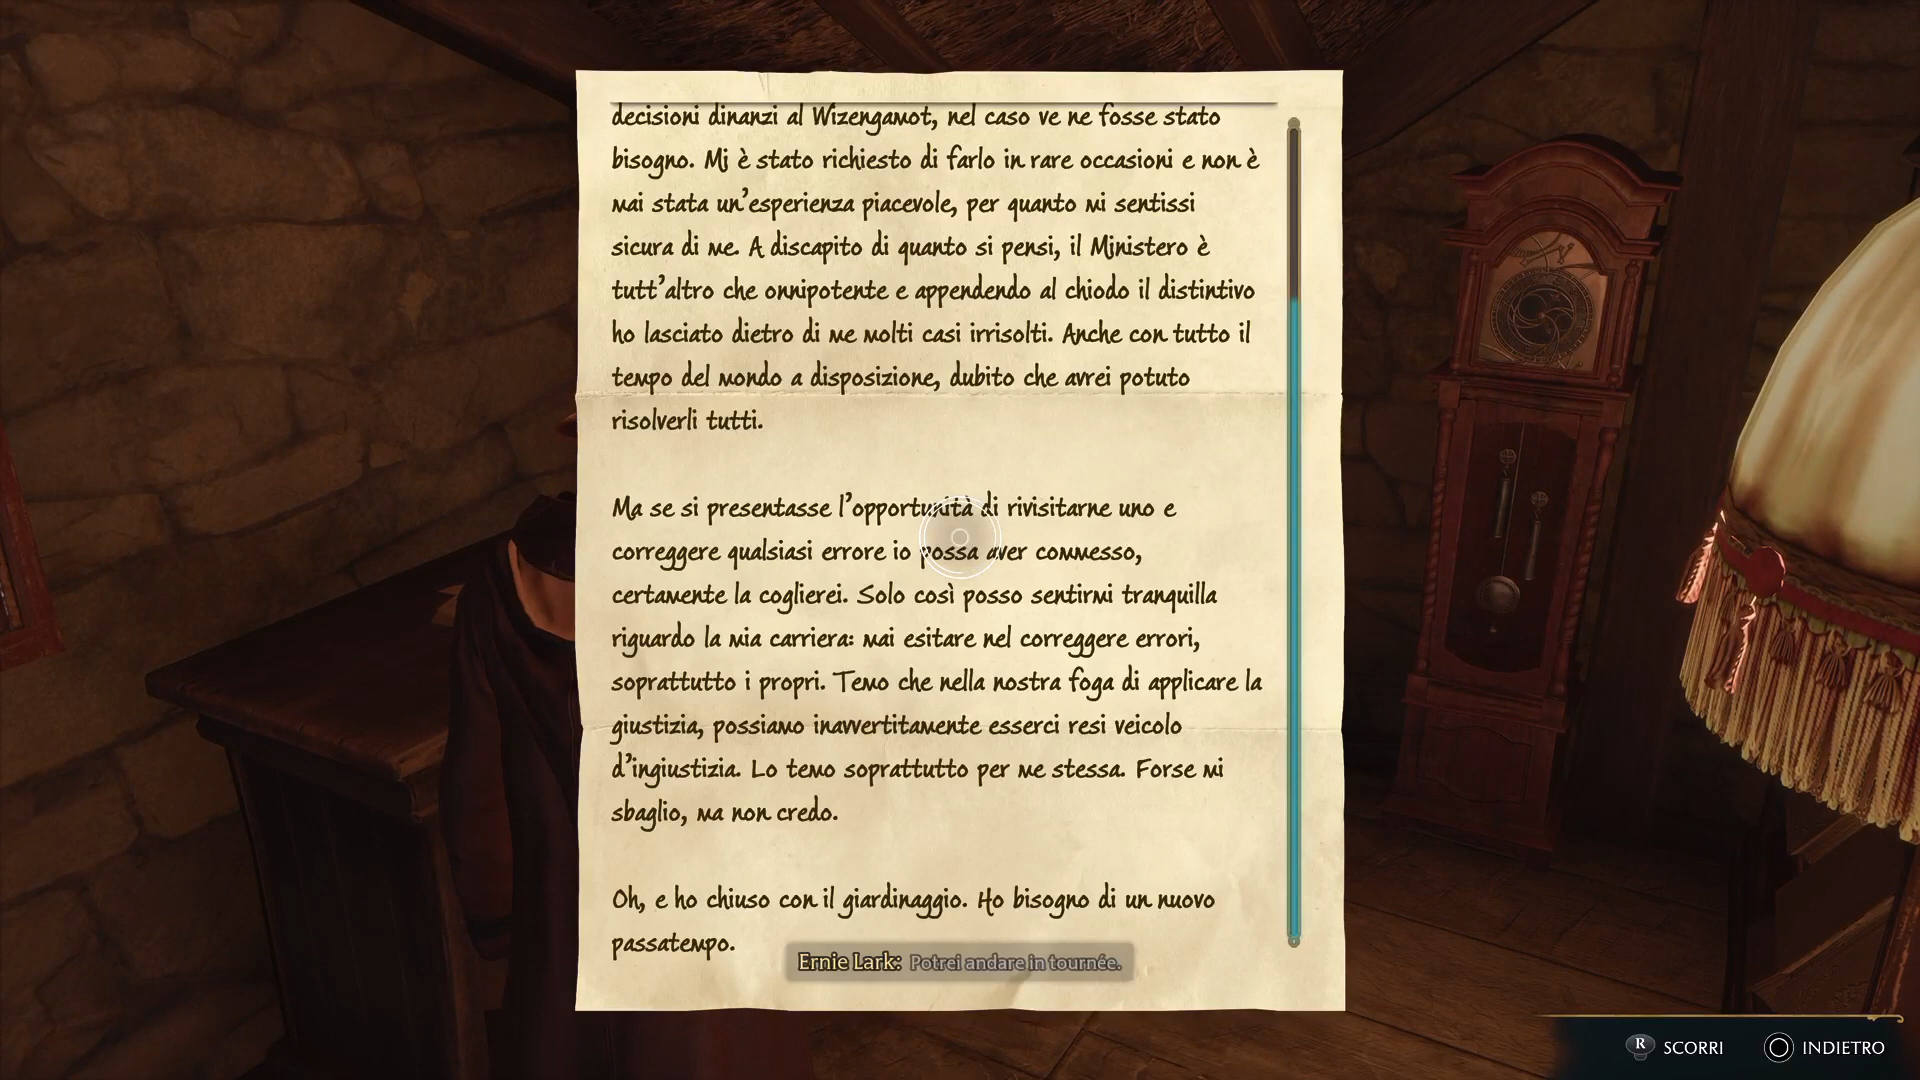 decisioni dinanzi al Wizengamot, nel caso ve ne fosse stato
bisogno. Mi è stato richiesto di farlo in rare occasioni e non è
mai stata un'esperienza piacevole, per quanto mi sentissi
sicura di me. A discapito di quanto si pensi, il Ministero è
tutt'altro che onnipotente e appendendo al chiodo il distintivo
ho lasciato dietro di me molti casi irrisolti. Anche con tutto il
tempo del mondo a disposizione, dubito che avrei potuto
risolverli tutti.
Ma se si presentasse l'opportunità di rivisitarne uno e
correggere qualsiasi errore io possa aver commesso,
certamente la coglierei. Solo così posso sentirmi tranquilla
riguardo la mia carriera: mai esitare nel correggere errori,
soprattutto i propri. Temo che nella nostra foga di applicare la
giustizia, possiamo inavvertitamente esserci resi veicolo
d'ingiustizia. Lo temo soprattutto per me stessa. Forse mi
sbaglio, ma non credo.
Oh, e ho chiuso con il giardinaggio. Ho bisogno di un nuovo
passatempo.
Ernie Lark: Potrei andare in tournée.
R SCORRI INDIETRO